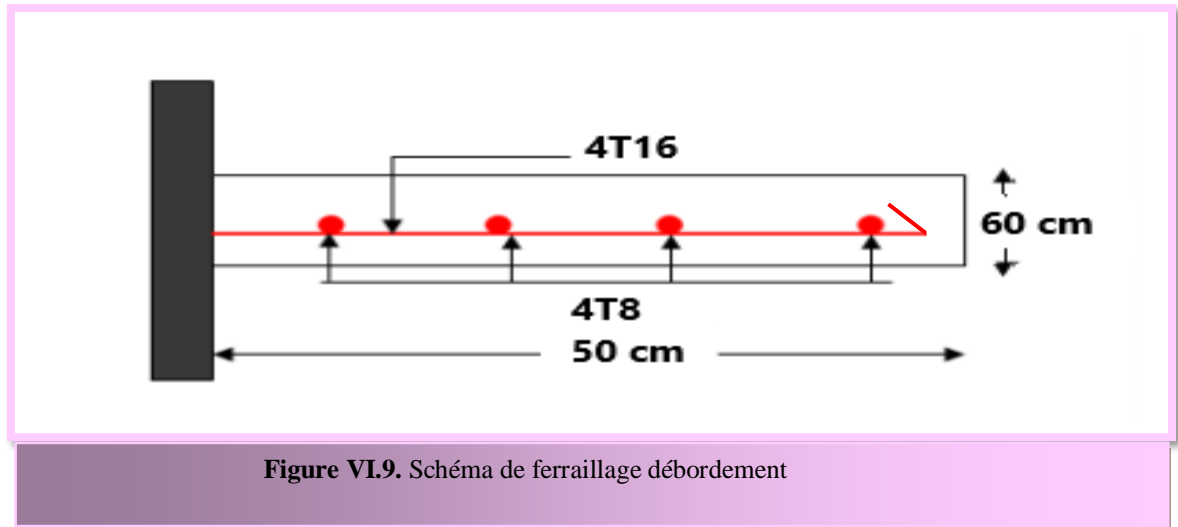 4T16
60 cm
4T8
50 cm
Figure VI.9. Schéma de ferraillage débordement